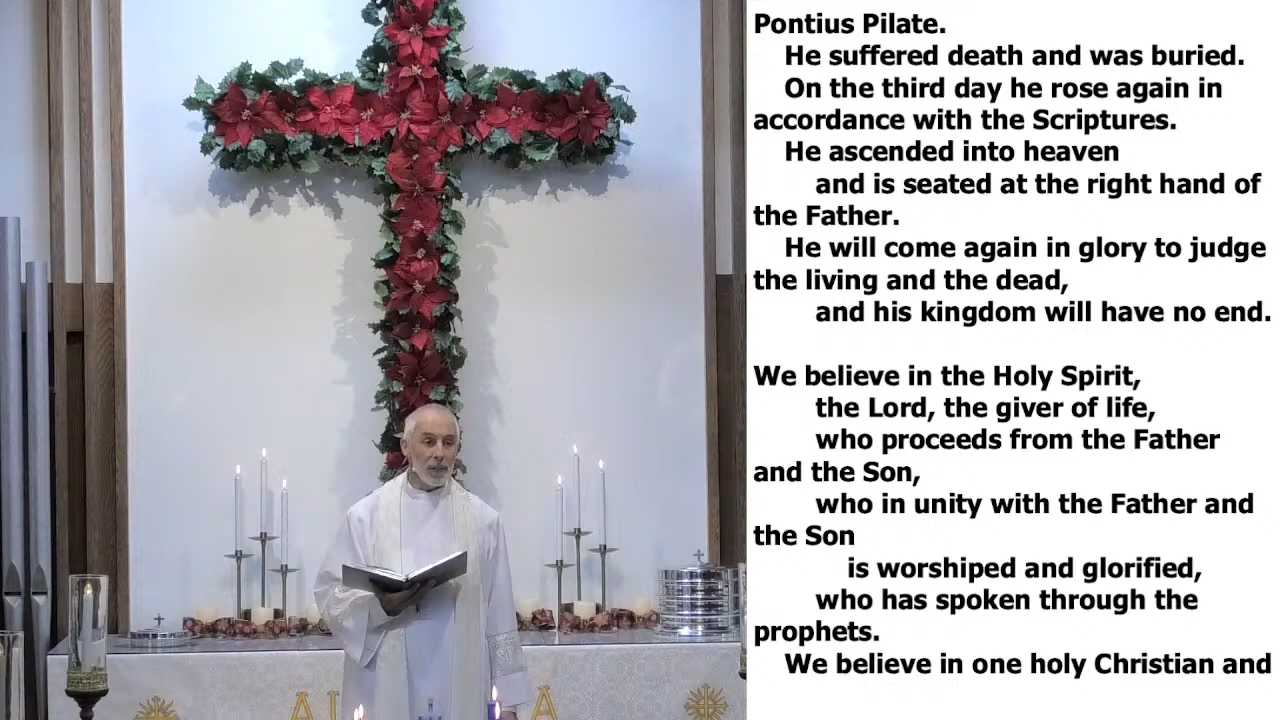 Pontius Pilate.
He suffered death and was buried.
On the third day he rose again in
accordance with the Scriptures.
He ascended into heaven
and is seated at the right hand of
the Father.
He will come again in glory to judge
the living and the dead,
and his kingdom will have no end.
We believe in the Holy Spirit,
the Lord, the giver of life,
who proceeds from the Father
and the Son,
who in unity with the Father and
the Son
is worshiped and glorified,
who has spoken through the
prophets.
We believe in one holy Christian and